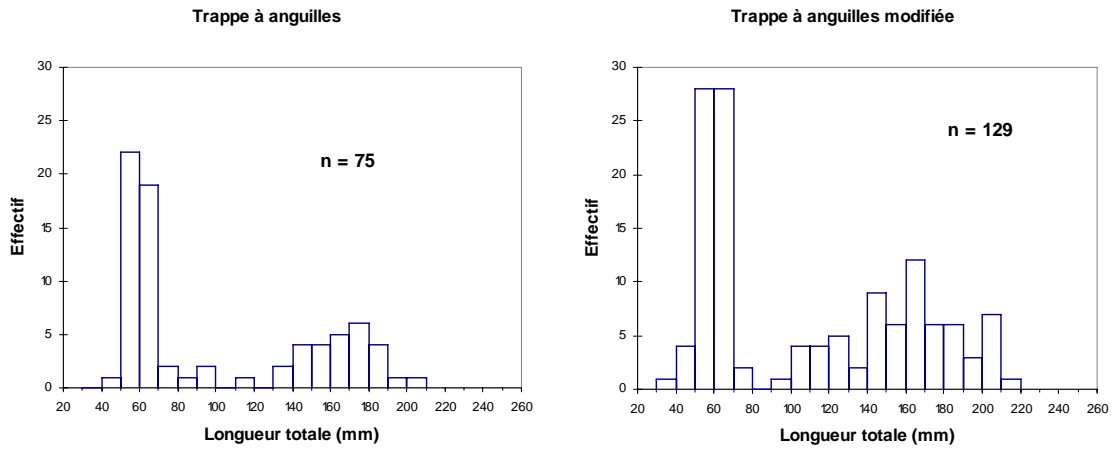 Trappe à anguilles
30
25
20
15
10
5
0
Effectif
n = 75
20 40 60 80 100 120 140 160 180 200 220 240 260
Longueur totale (mm)
Trappe à anguilles modifiée
30
25
20
15
10
5
0
Effectif
n = 129
20 40 60 80 100 120 140 160 180 200 220 240 260
Longueur totale (mm)